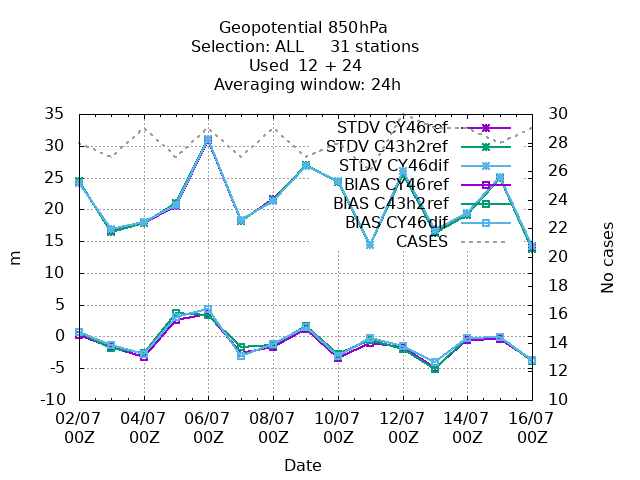 Geopotential 850hPa
Selection: ALL 31 stations
Used 12 + 24
Averaging window: 24h
35
30
25
20
15
10
5
0
-5
-10
m
30
28
26
24
22
20
18
16
14
12
10
No cases
STDV CY46ref
STDV C43h2ref
STDV CY46dif
BIAS CY46ref
BIAS C43h2ref
BIAS CY46dif
CASES
02/07 04/07 06/07 08/07 10/07 12/07 14/07 16/07
00Z 00Z 00Z 00Z 00Z 00Z 00Z 00Z
Date